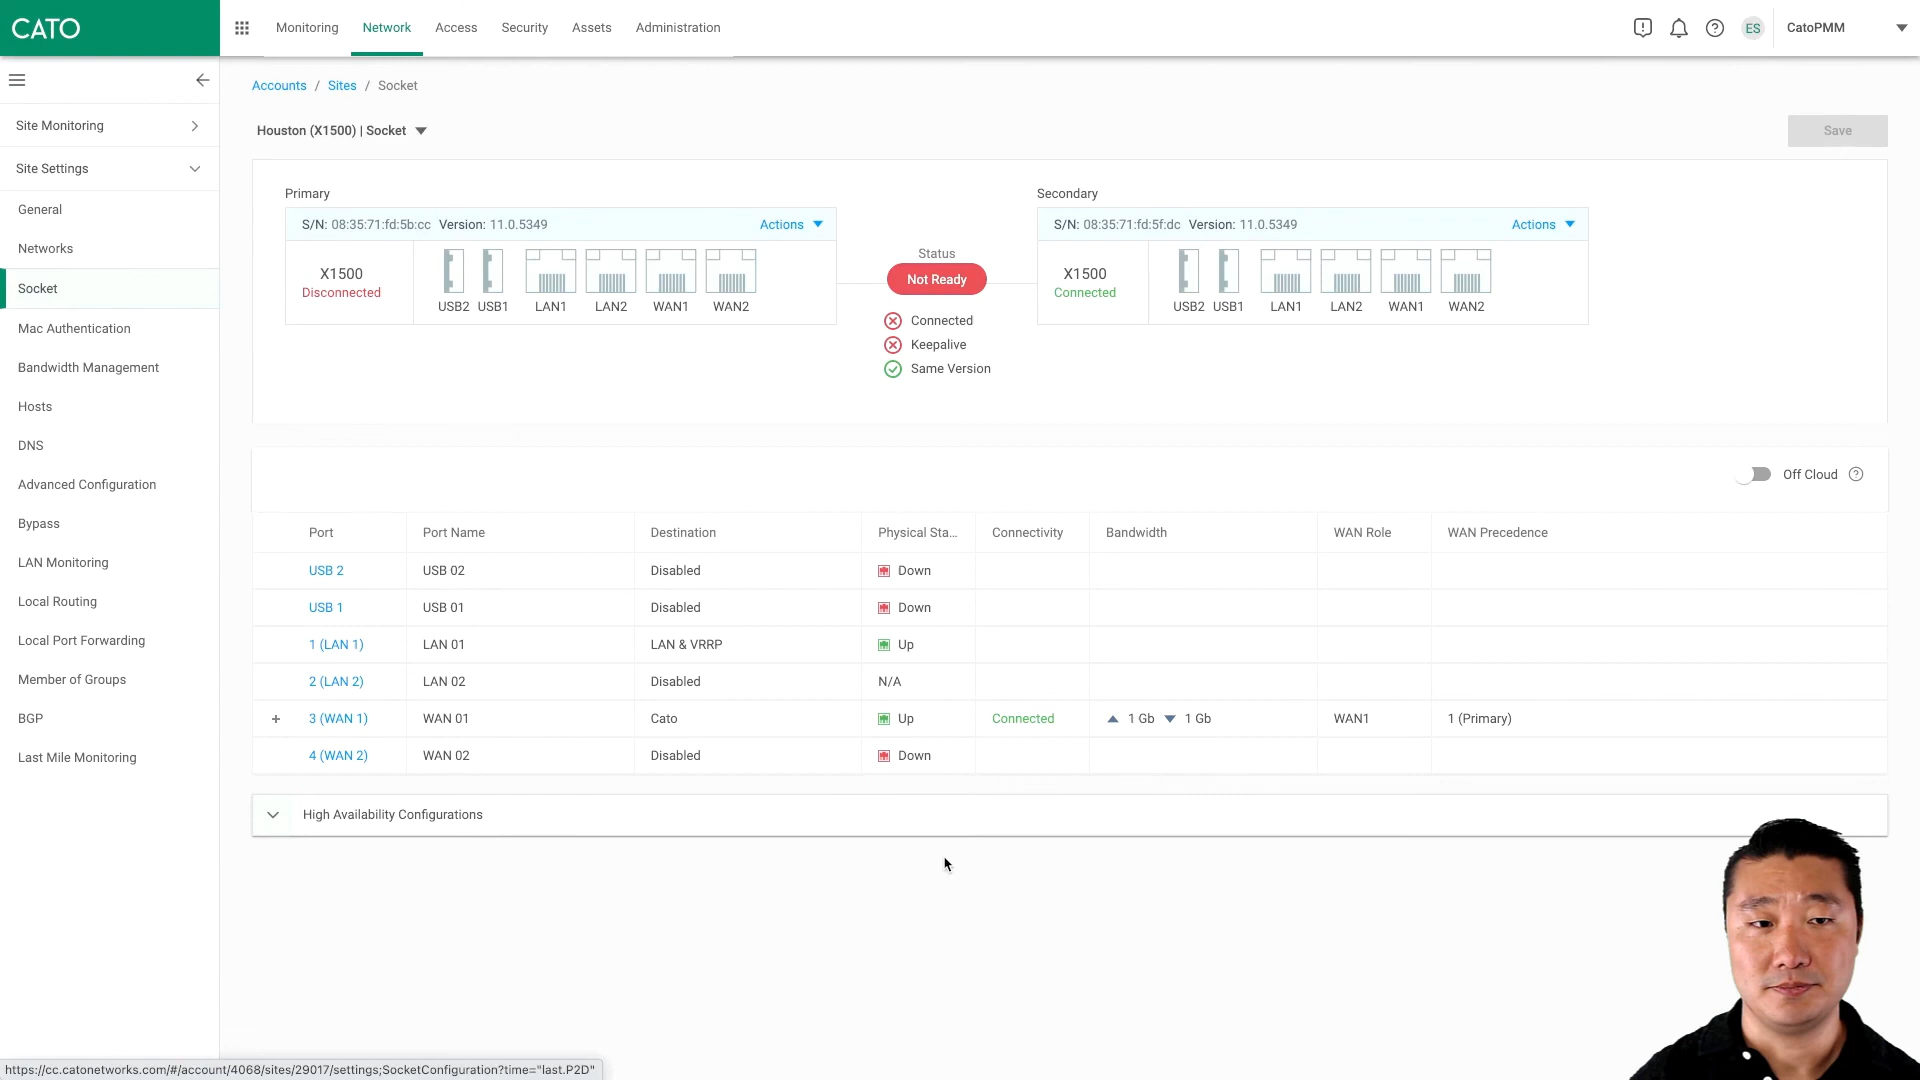 CATO
Monitoring Network Access Security Assets Administration
ES CatoPMM
Accounts / Sites / Socket
Site Monitoring
Site Settings
General
Networks
Socket
Mac Authentication
Bandwidth Management
Hosts
DNS
Advanced Configuration
Bypass
LAN Monitoring
Local Routing
Local Port Forwarding
Member of Groups
BGP
Last Mile Monitoring
Houston (X1500) | Socket
Save
Primary
S/N: 08:35:71:fd:5b:cc Version: 11.0.5349 Actions
X1500
Disconnected
USB2 USB1 LAN1 LAN2 WAN1 WAN2
Status
Not Ready
Connected
Keepalive
Same Version
Secondary
S/N: 08:35:71:fd:5f:dc Version: 11.0.5349 Actions
X1500
Connected
USB2 USB1 LAN1 LAN2 WAN1 WAN2
Off Cloud
Port Port Name Destination Physical Sta... Connectivity Bandwidth WAN Role WAN Precedence
USB 2 USB 02 Disabled Down
USB 1 USB 01 Disabled Down
1 (LAN 1) LAN 01 LAN & VRRP Up
2 (LAN 2) LAN 02 Disabled N/A
+ 3 (WAN 1) WAN 01 Cato Up Connected 1 Gb 1 Gb WAN1 1 (Primary)
4 (WAN 2) WAN 02 Disabled Down
High Availability Configurations
https://cc.catonetworks.com/#/account/4068/sites/29017/settings;SocketConfiguration?time="last.P2D"